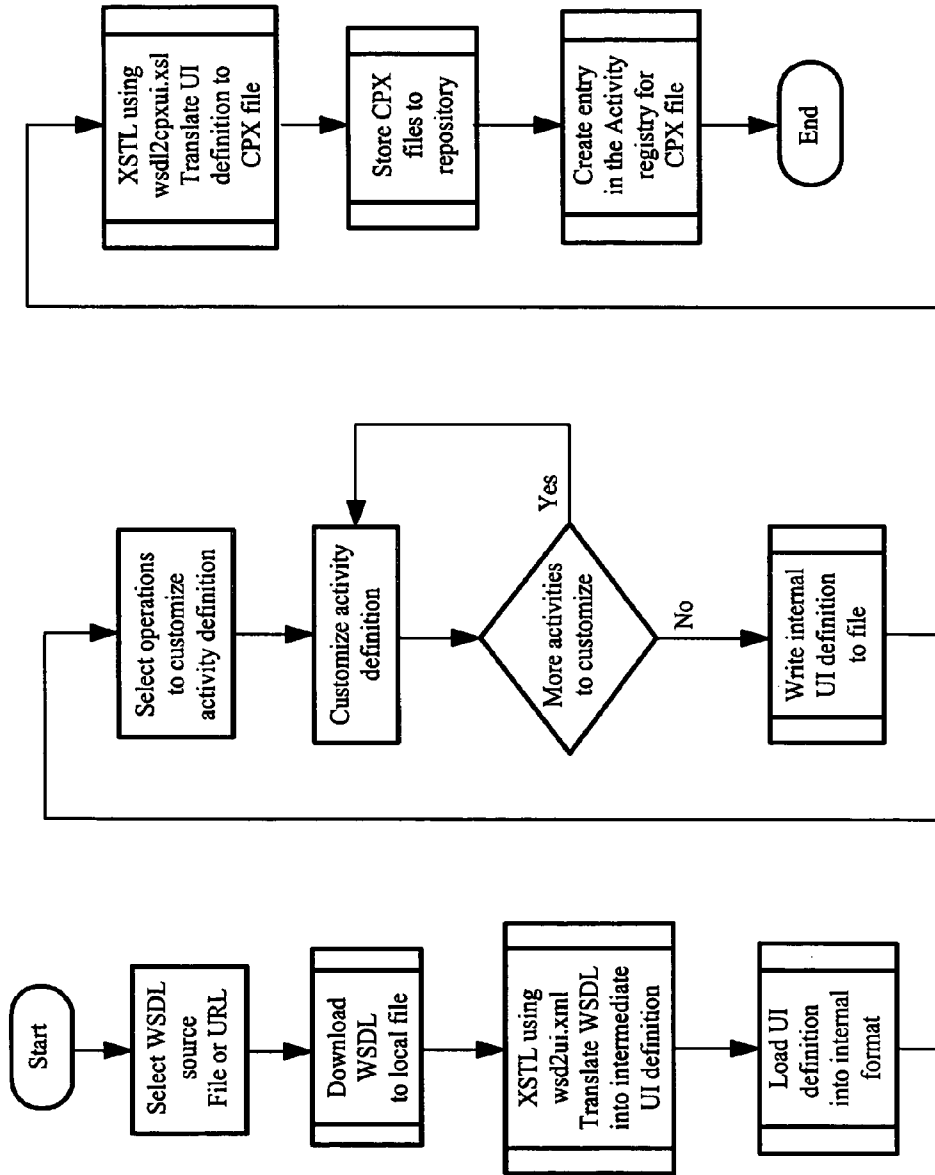 Start
Select WSDL
source
File or URL
Download
WSDL
to local file
XSTL using
wsd2ui.xml
Translate WSDL
into intermediate
UI definition
Load UI
definition
into internal
format
Select operations
to customize
activity definition
Customize activity
definition
More activities
to customize
Yes
No
Write internal
UI definition
to file
XSTL using
wsdl2cpxui.xsl
Translate UI
definition to
CPX file
Store CPX
files to
repository
Create entry
in the Activity
registry for
CPX file
End